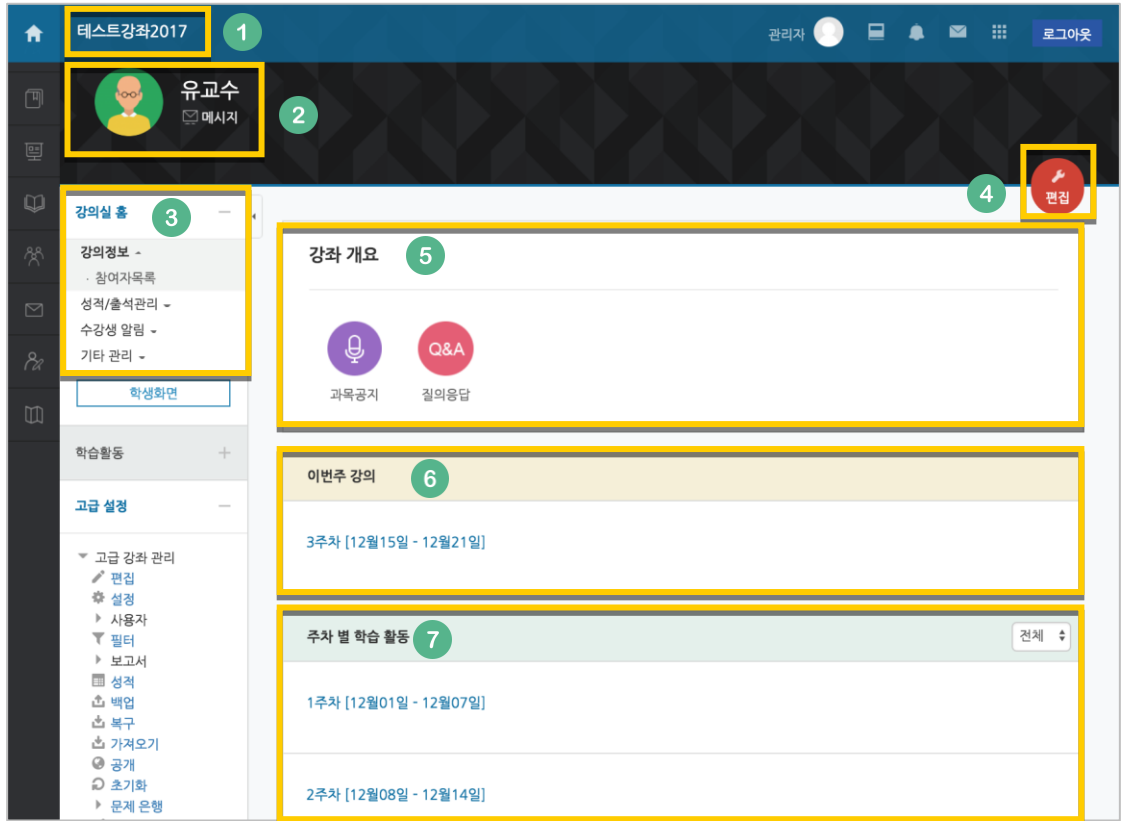 테스트강좌2017
1
관리자
로그아웃
유교수
메시지
2
4
편집
강의실 홈
3
강의정보
· 참여자목록
성적/출석관리
수강생 알림
기타 관리
학생화면
학습활동
고급 설정
고급 강좌 관리
편집
설정
사용자
필터
보고서
성적
백업
복구
가져오기
공개
초기화
문제 은행
강좌 개요
5
Q&A
과목공지
질의응답
이번주 강의
6
3주차 [12월15일 - 12월21일]
주차 별 학습 활동
7
전체
1주차 [12월01일 - 12월07일]
2주차 [12월08일 - 12월14일]